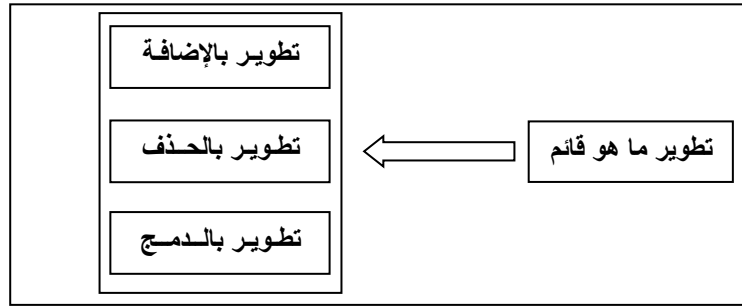 تطوير ما هو قائم
تطوير بالإضافة
تطوير بالحذف
تطوير بالدمج